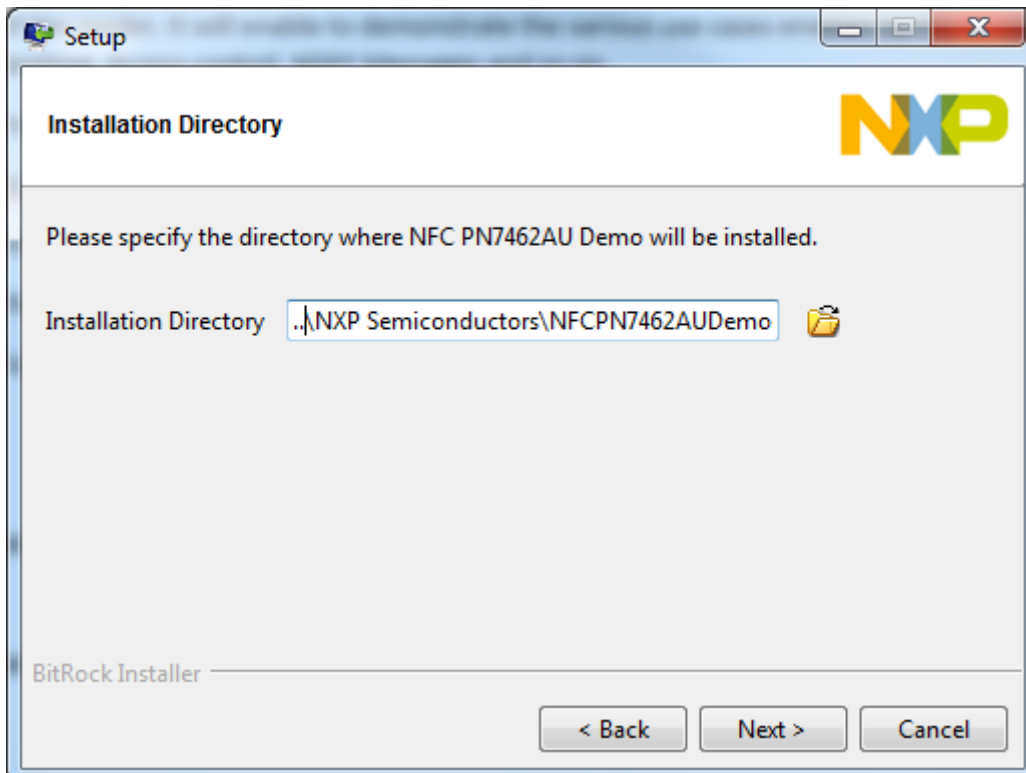 Setup
Installation Directory
NXP
Please specify the directory where NFC PN7462AU Demo will be installed.
Installation Directory ..\NXP Semiconductors\NFCPN7462AUDemo
BitRock Installer
< Back Next > Cancel